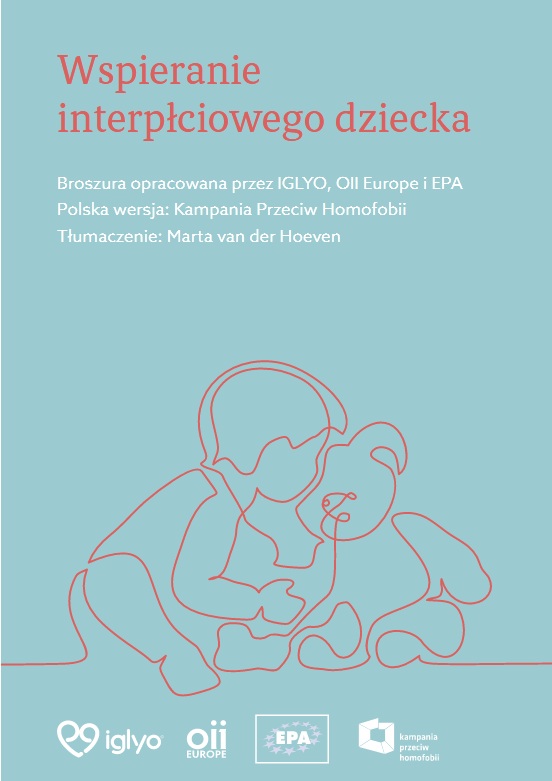 Wspieranie
interpłciowego dziecka
Broszura opracowana przez IGLYO, OII Europe i EPA
Polska wersja: Kampania Przeciw Homofobii
Tłumaczenie: Marta van der Hoeven
iglyo
oii
EUROPE
EPA
kampania
przeciw
homofobii